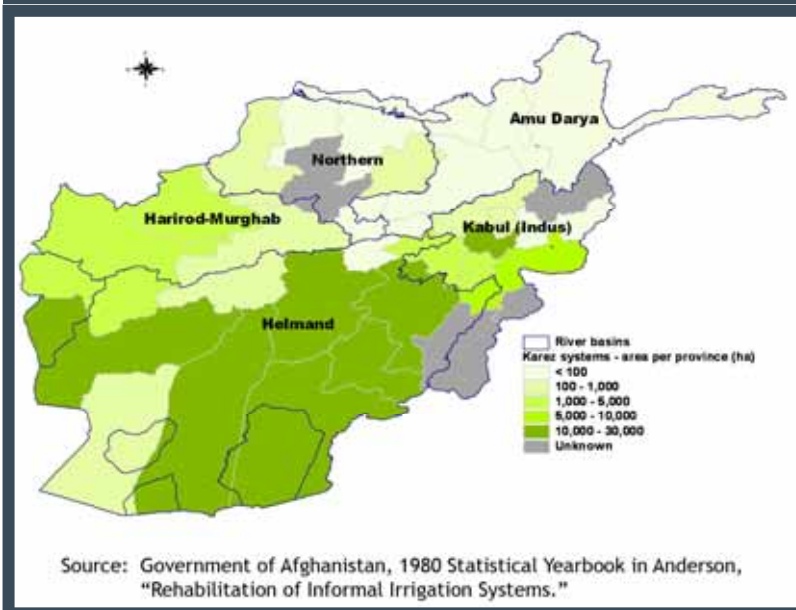 Amu Darya
Northern
Harirod-Murghab
Kabul (Indus)
Helmand
River basins
Karez systems - area per province (ha)
< 100
100 - 1,000
1,000 - 5,000
5,000 - 10,000
10,000 - 30,000
Unknown
Source: Government of Afghanistan, 1980 Statistical Yearbook in Anderson,
“Rehabilitation of Informal Irrigation Systems.”